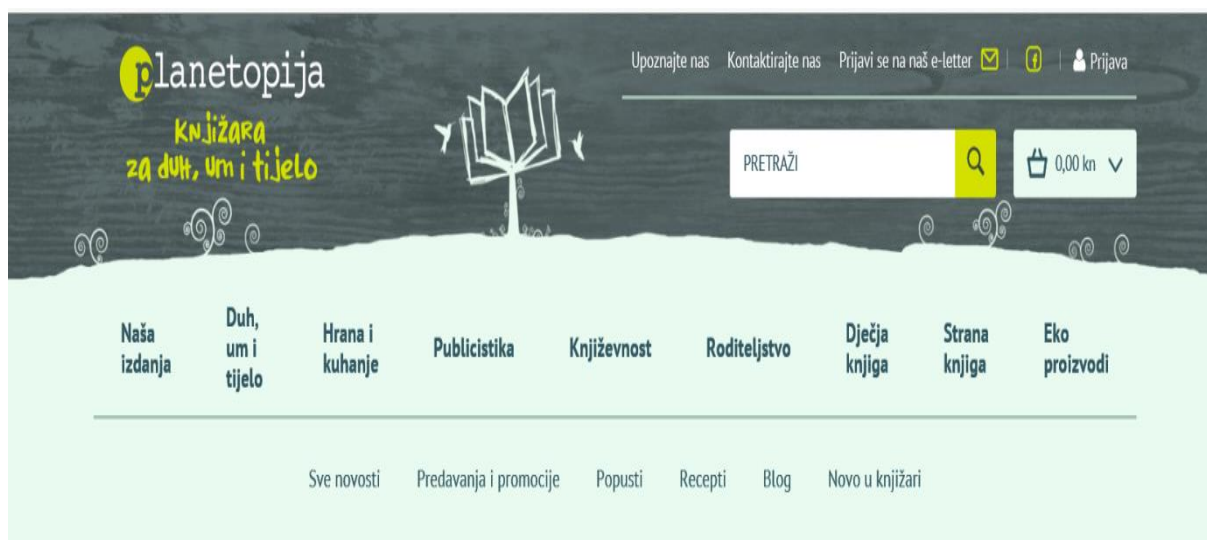 planetopija
knjižara
za duh, um i tijelo
Upoznajte nas Kontaktirajte nas Prijavi se na naš e-letter f Prijava
PRETRAŽI
0,00 kn
Naša
izdanja
Duh,
um i
tijelo
Hrana i
kuhanje
Publicistika
Književnost
Roditeljstvo
Dječja
knjiga
Strana
knjiga
Eko
proizvodi
Sve novosti Predavanja i promocije Popusti Recepti Blog Novo u knjižari